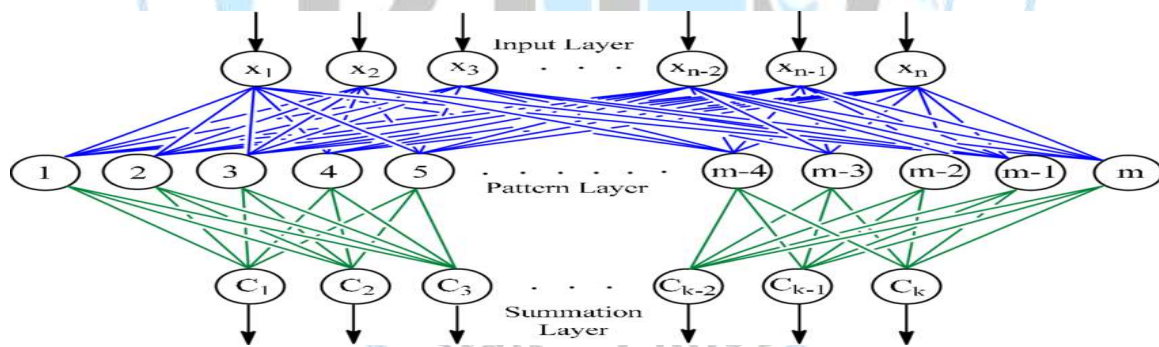 Input Layer
x1 x2 x3 . . . xn-2 xn-1 xn
1 2 3 4 5 . . . . . . . m-4 m-3 m-2 m-1 m
Pattern Layer
C1 C2 C3 . . . Ck-2 Ck-1 Ck
Summation
Layer